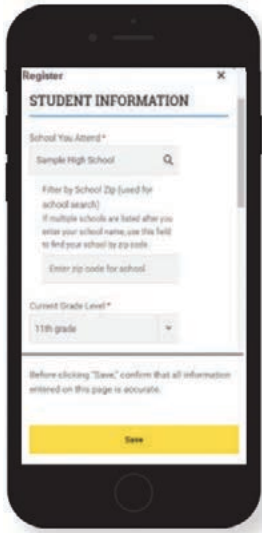 Register ×
STUDENT INFORMATION
School You Attend*
Sample High School
Filter by School Zip (used for
school search)
If multiple schools are listed after you
enter your school name, use this field
to find your school by zip code.
Enter zip code for school
Current Grade Level*
11th grade
Before clicking "Save," confirm that all information
entered on this page is accurate.
Save